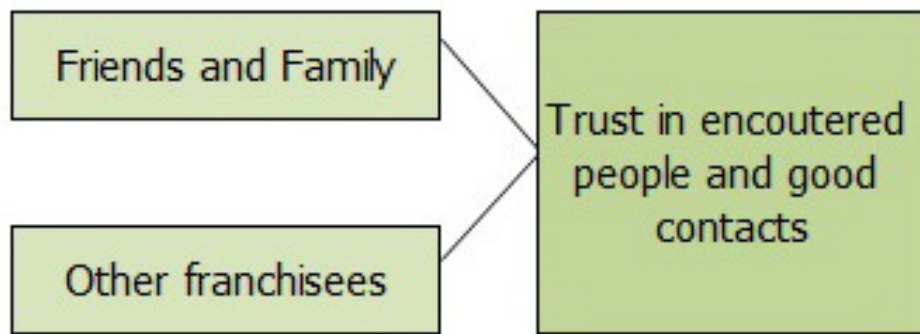 Friends and Family
Trust in encoutered
people and good
contacts
Other franchisees